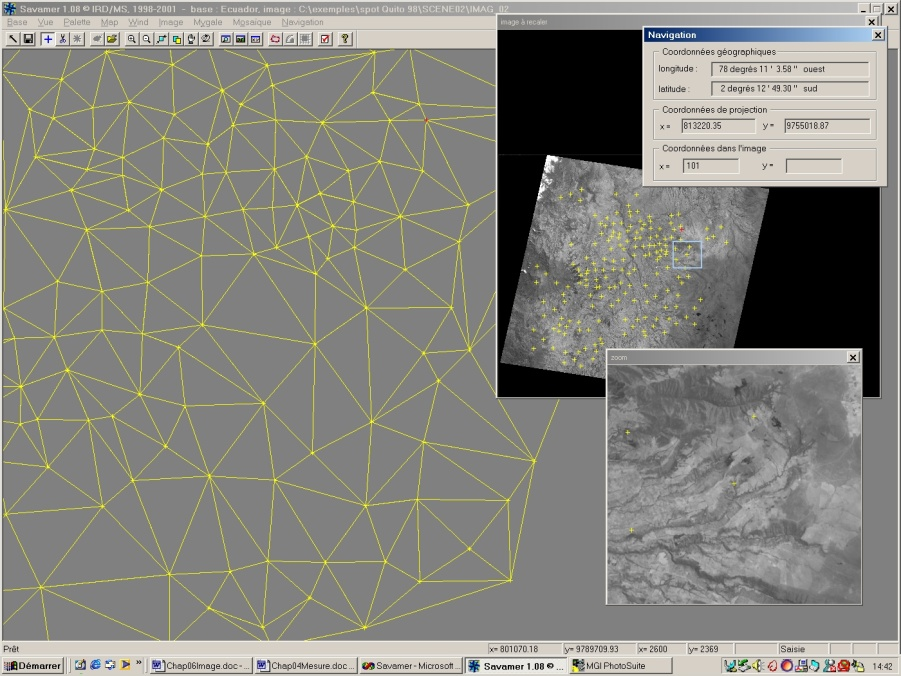 Savamer 1.08 © IRD/MS, 1998-2001 - base : Ecuador, image : C:\exemples\spot Quito 98\SCENE02\IMAG_02
Base Vue Palette Map Wind Image Mygale Mosaique Navigation
image à recaler
Navigation
Coordonnées géographiques
longitude : 78 degrés 11 ' 3.58 " ouest
latitude : 2 degrés 12 ' 49.30 " sud
Coordonnées de projection
x = 813220.35 y = 9755018.87
Coordonnées dans l'image
x = 101 y =
zoom
Prêt x= 801070.18 y= 9789709.93 x= 2600 y= 2369 Saisie
Démarrer » Chap06Image.doc -... Chap04Mesure.doc ... Savamer - Microsoft... Savamer 1.08 © ... MGI PhotoSuite 14:42